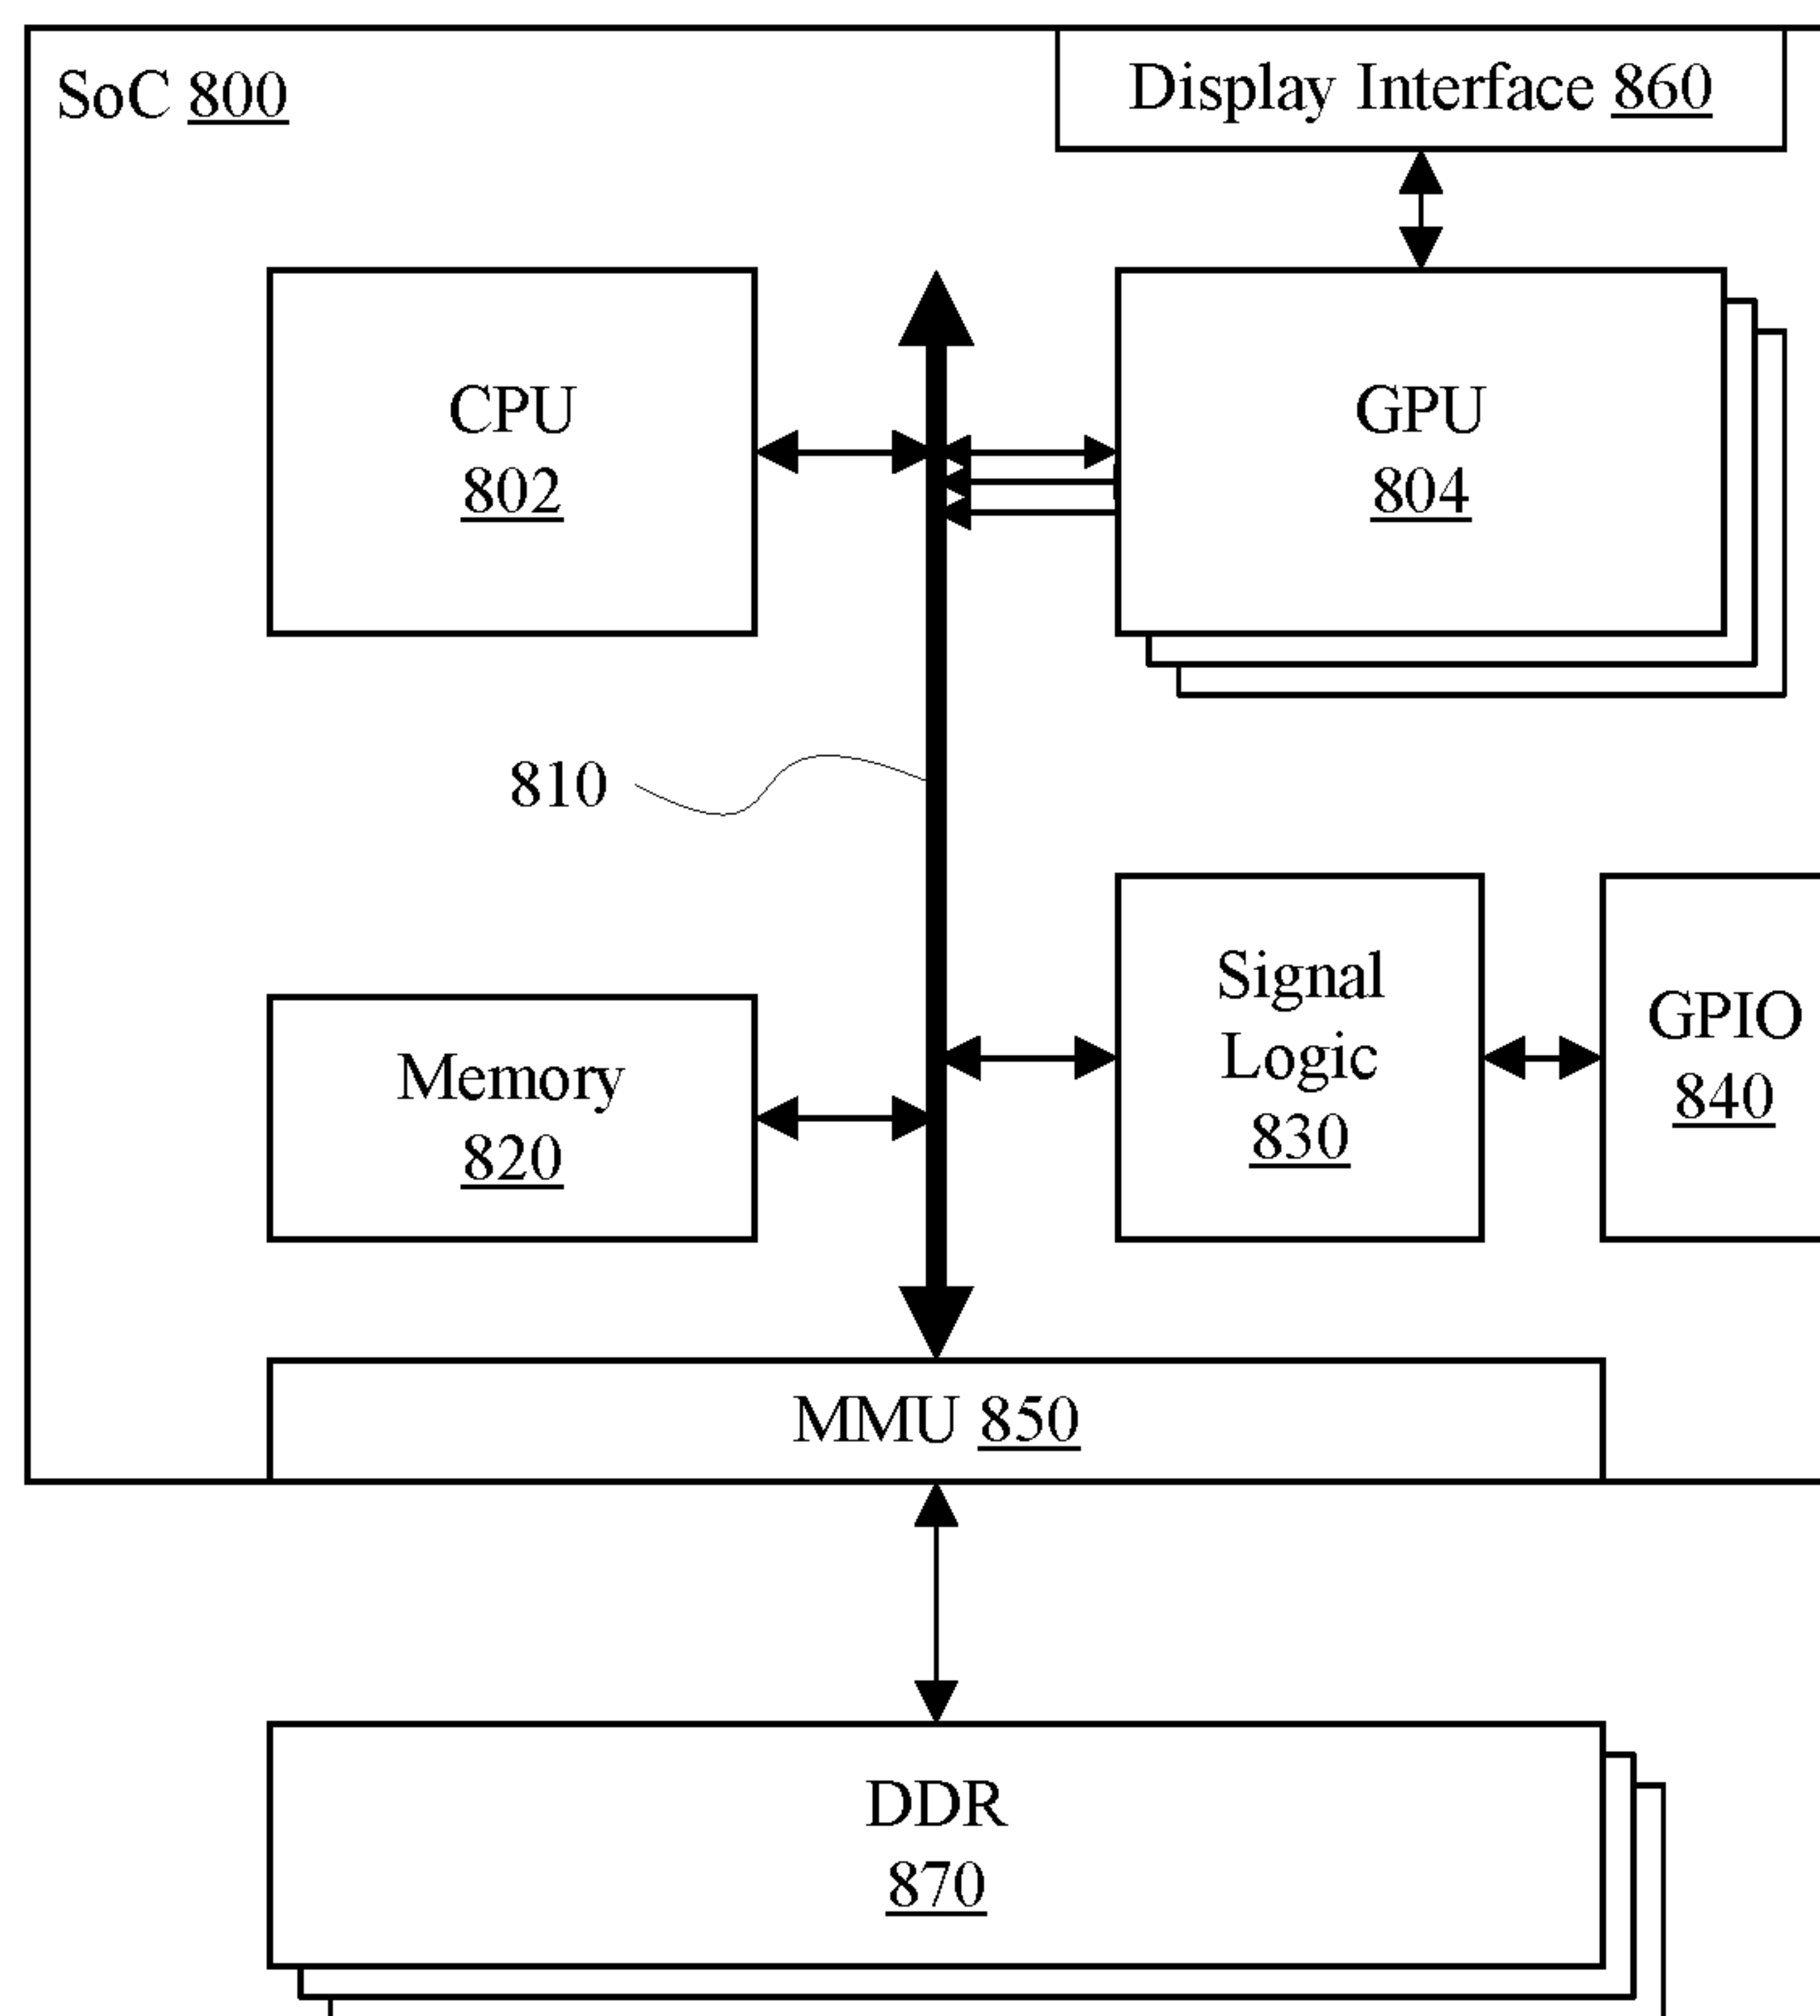 SoC 800
Display Interface 860
CPU
802
GPU
804
810
Memory
820
Signal
Logic
830
GPIO
840
MMU 850
DDR
870